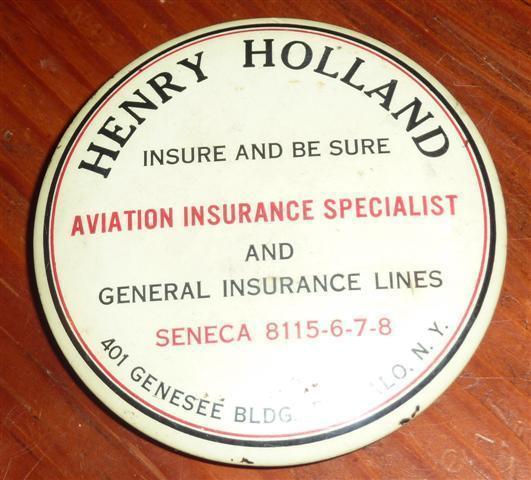 HENRY HOLLAND
INSURE AND BE SURE
AVIATION INSURANCE SPECIALIST
AND
GENERAL INSURANCE LINES
SENECA 8115-6-7-8
401 GENESEE BLDG. N. Y.